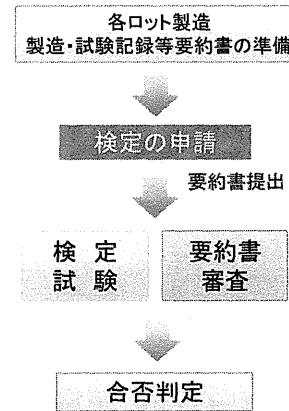 各ロット製造
製造・試験記録等要約書の準備
検定の申請
要約書提出
検 定
試 験
要約書
審査
合否判定